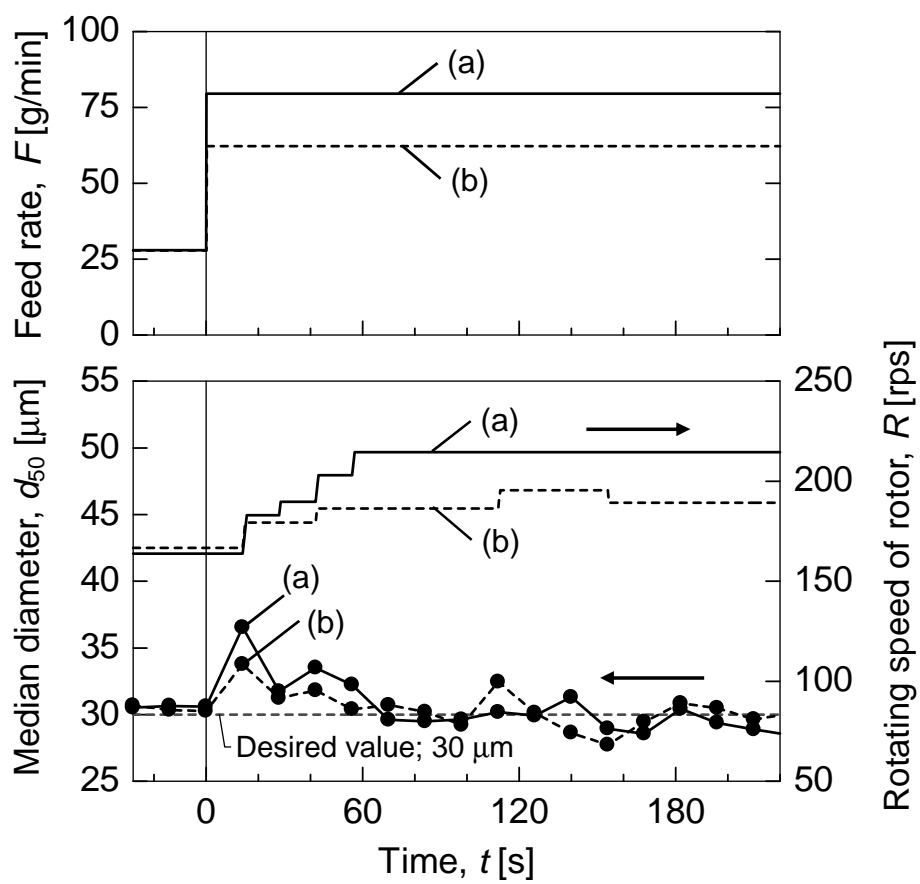 Feed rate, F [g/min]
100
75
50
25
0
(a)
(b)
Median diameter, d50 [μm]
55
50
45
40
35
30
25
250
200
150
100
50
Rotating speed of rotor, R [rps]
(a)
(b)
(a)
(b)
Desired value; 30 μm
0
60
120
180
Time, t [s]